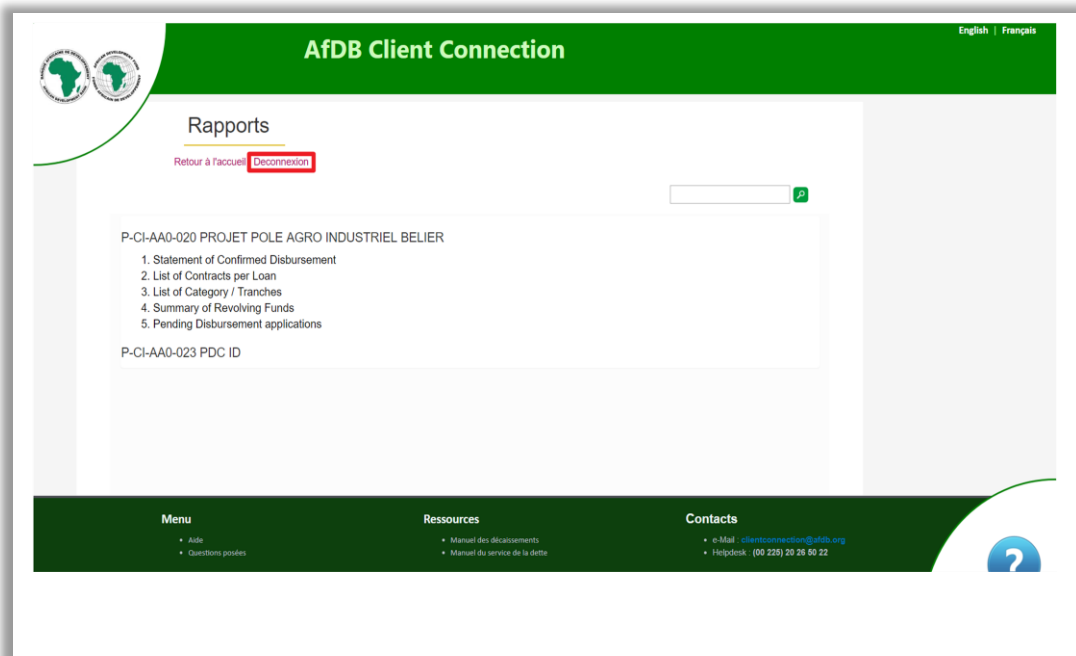 English | Français
AfDB Client Connection
Rapports
Retour à l'accueil Deconnexion
P-CI-AA0-020 PROJET POLE AGRO INDUSTRIEL BELIER
1. Statement of Confirmed Disbursement
2. List of Contracts per Loan
3. List of Category / Tranches
4. Summary of Revolving Funds
5. Pending Disbursement applications
P-CI-AA0-023 PDC ID
Menu
• Aide
• Questions posées
Ressources
• Manuel des décaissements
• Manuel du service de la dette
Contacts
• e-Mail : clientconnection@afdb.org
• Helpdesk : (00 225) 20 26 50 22
?